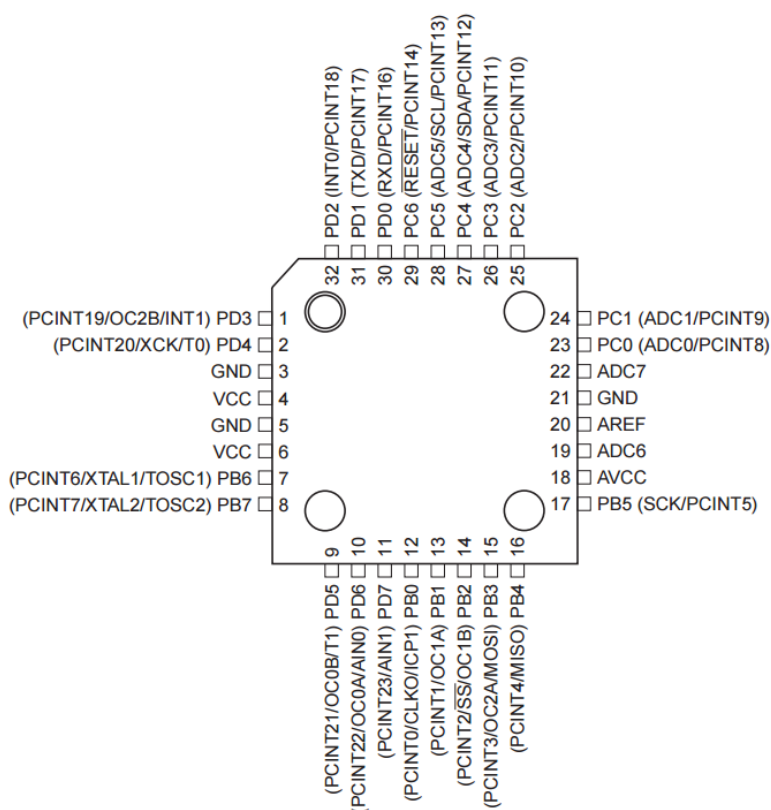 32 PD2 (INT0/PCINT18)
31 PD1 (TXD/PCINT17)
30 PD0 (RXD/PCINT16)
29 PC6 (RESET/PCINT14)
28 PC5 (ADC5/SCL/PCINT13)
27 PC4 (ADC4/SDA/PCINT12)
26 PC3 (ADC3/PCINT11)
25 PC2 (ADC2/PCINT10)
(PCINT19/OC2B/INT1) PD3 1
(PCINT20/XCK/T0) PD4 2
GND 3
VCC 4
GND 5
VCC 6
(PCINT6/XTAL1/TOSC1) PB6 7
(PCINT7/XTAL2/TOSC2) PB7 8
24 PC1 (ADC1/PCINT9)
23 PC0 (ADC0/PCINT8)
22 ADC7
21 GND
20 AREF
19 ADC6
18 AVCC
17 PB5 (SCK/PCINT5)
(PCINT21/OC0B/T1) PD5 9
(PCINT22/OC0A/AIN0) PD6 10
(PCINT23/AIN1) PD7 11
(PCINT0/CLKO/ICP1) PB0 12
(PCINT1/OC1A) PB1 13
(PCINT2/SS/OC1B) PB2 14
(PCINT3/OC2A/MOSI) PB3 15
(PCINT4/MISO) PB4 16